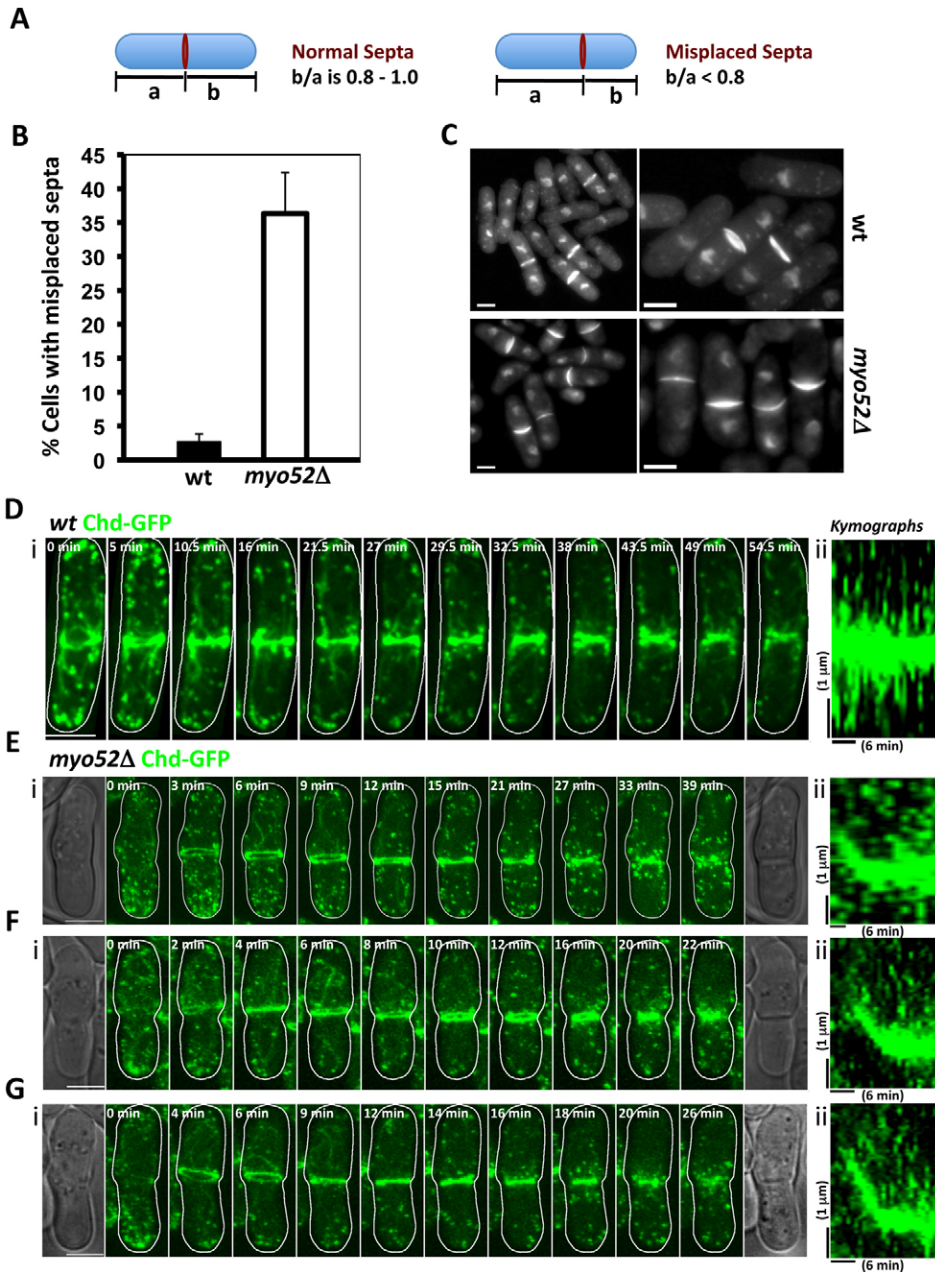 A
Normal Septa
b/a is 0.8 - 1.0
a
b
Misplaced Septa
b/a < 0.8
a
b
B
% Cells with misplaced septa
45
40
35
30
25
20
15
10
5
0
wt
myo52Δ
C
wt
myo52Δ
D
wt Chd-GFP
Kymographs
i
0 min
5 min
10.5 min
16 min
21.5 min
27 min
29.5 min
32.5 min
38 min
43.5 min
49 min
54.5 min
ii
(1 μm)
(6 min)
E
myo52Δ Chd-GFP
i
0 min
3 min
6 min
9 min
12 min
15 min
21 min
27 min
33 min
39 min
ii
(1 μm)
(6 min)
F
i
0 min
2 min
4 min
6 min
8 min
10 min
12 min
16 min
20 min
22 min
ii
(1 μm)
(6 min)
G
i
0 min
4 min
6 min
9 min
12 min
14 min
16 min
18 min
20 min
26 min
ii
(1 μm)
(6 min)